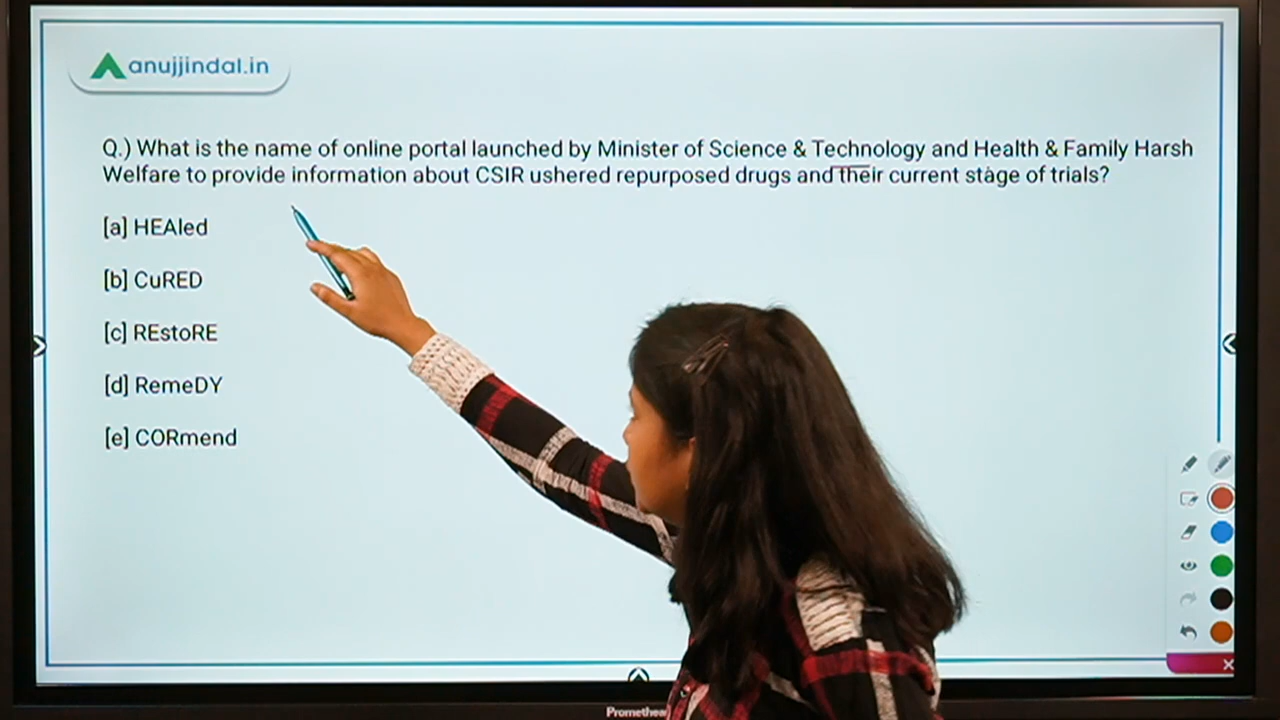 anujjindal.in
Q.) What is the name of online portal launched by Minister of Science & Technology and Health & Family Harsh
Welfare to provide information about CSIR ushered repurposed drugs and their current stage of trials?
[a] HEAled
[b] CuRED
[c] REstoRE
[d] RemeDY
[e] CORmend